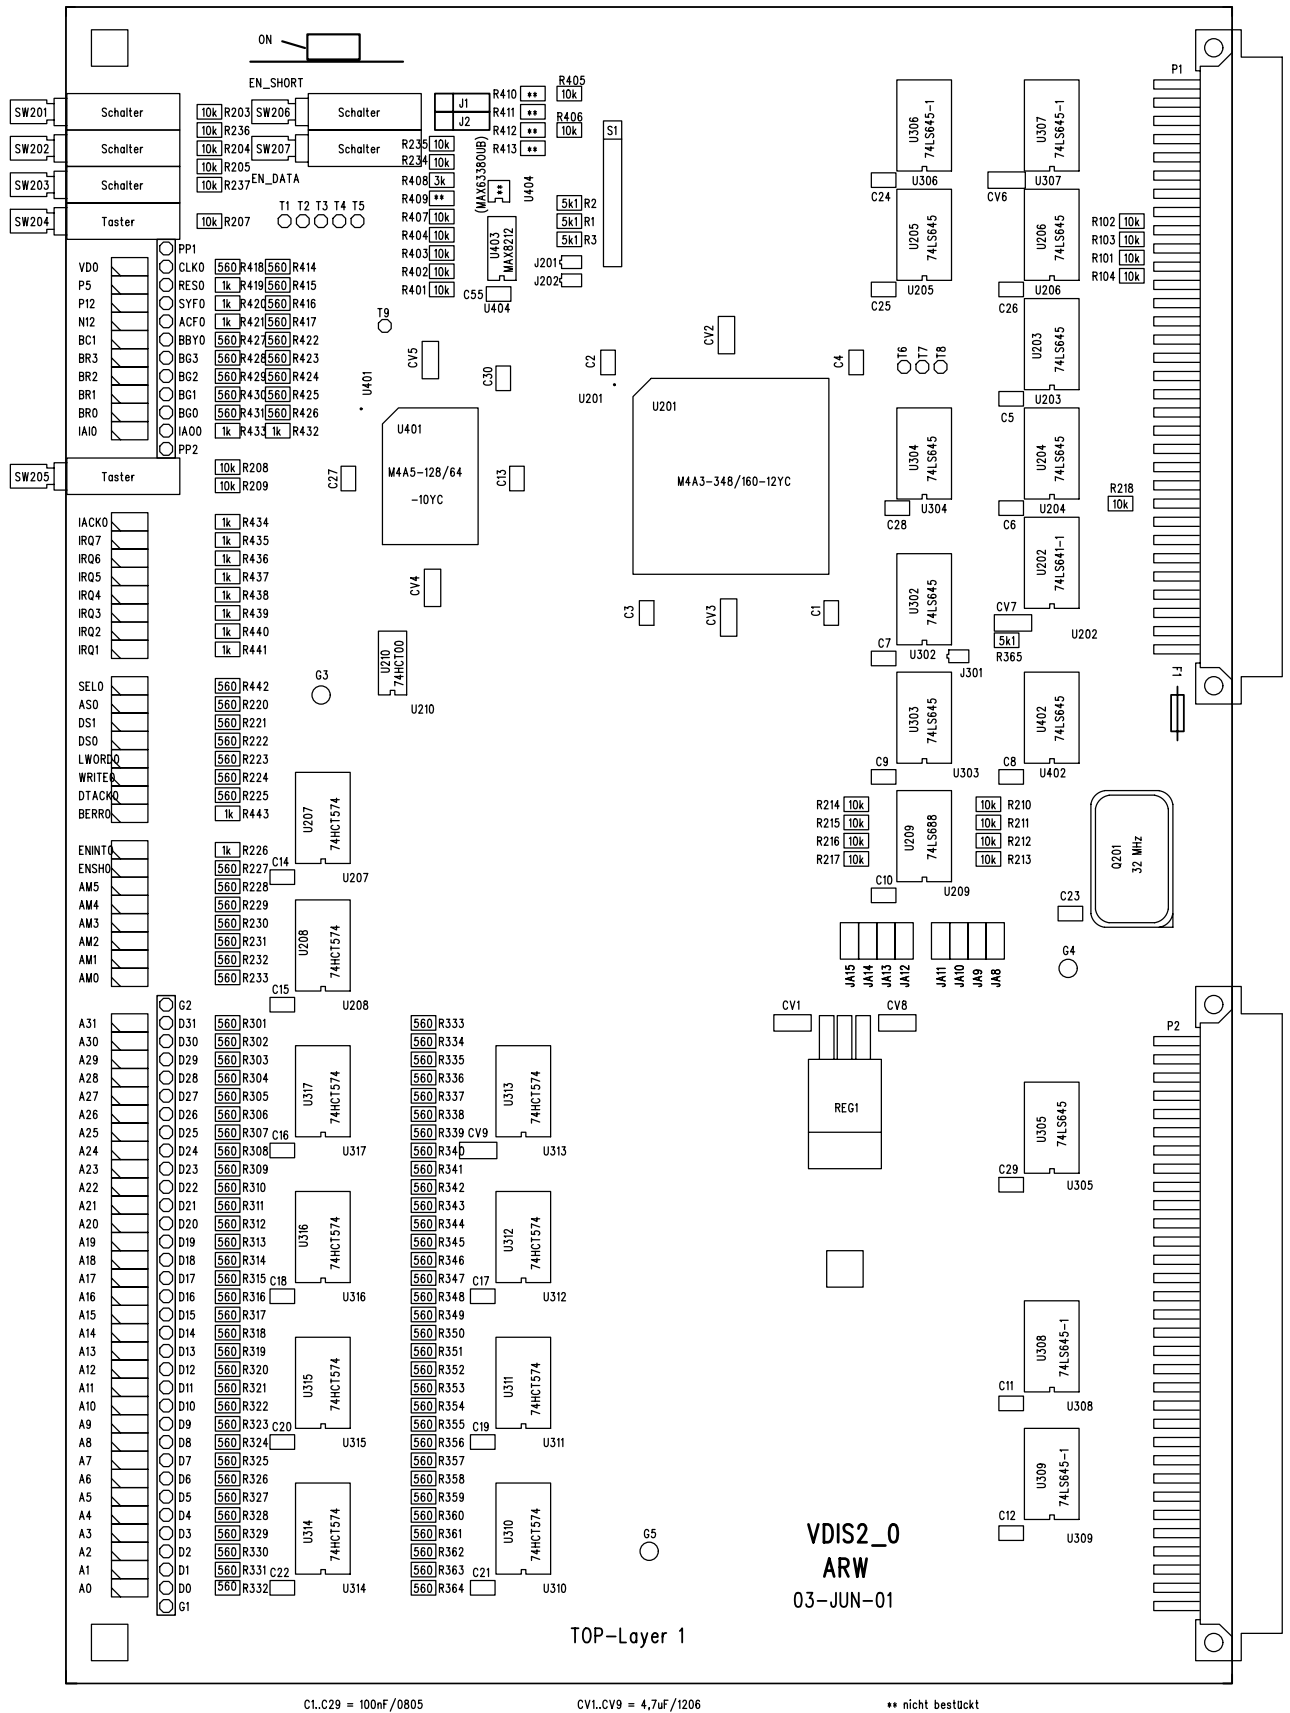 ON
EN_SHORT
SW201 Schalter 10k R203 SW206 Schalter
10k R236
SW202 Schalter 10k R204 SW207 Schalter
10k R205
SW203 Schalter 10k R237 EN_DATA
SW204 Taster 10k R207 T1 T2 T3 T4 T5
J1
J2
R410 **
R411 **
R412 **
R413 **
R405 10k
R406 10k
S1
R235 10k
R234 10k
R408 3k
R409 **
R407 10k
R404 10k
R403 10k
R402 10k
R401 10k
(MAX63380UB)
** U404
U403 MAX8212
C55 U404
5k1 R2
5k1 R1
5k1 R3
J201
J202
PP1
VD0 CLK0 560 R418 560 R414
P5 RES0 1k R419 560 R415
P12 SYF0 1k R420 560 R416
N12 ACF0 1k R421 560 R417
BC1 BBY0 560 R427 560 R422
BR3 BG3 560 R428 560 R423
BR2 BG2 560 R429 560 R424
BR1 BG1 560 R430 560 R425
BR0 BG0 560 R431 560 R426
IAI0 IAO0 1k R433 1k R432
PP2
SW205 Taster 10k R208
10k R209
T9
CV5
C30
U401
U401 M4A5-128/64 -10YC
C27
C13
CV4
C2
CV2
C4
U201
U201
M4A3-348/160-12YC
C3
CV3
C1
U306 74LS645-1
C24 U306
U307 74LS645-1
CV6 U307
P1
U205 74LS645
C25 U205
U206 74LS645
C26 U206
R102 10k
R103 10k
R101 10k
R104 10k
T6 T7 T8
U203 74LS645
U203
C5
U304 74LS645
U304
C28
U204 74LS645
U204
C6
R218
10k
U302 74LS645
C7 U302
J301
U202 74LS641-1
CV7
5k1
R365
U202
F1
U303 74LS645
C9 U303
U402 74LS645
C8 U402
R214 10k 10k R210
R215 10k 10k R211
R216 10k 10k R212
R217 10k 10k R213
U209 74LS688
C10 U209
Q201 32 MHz
C23
G4
JA15 JA14 JA13 JA12 JA11 JA10 JA9 JA8
CV1 CV8
REG1
P2
IACK0 1k R434
IRQ7 1k R435
IRQ6 1k R436
IRQ5 1k R437
IRQ4 1k R438
IRQ3 1k R439
IRQ2 1k R440
IRQ1 1k R441
U210 74HCT00
U210
G3
SEL0 560 R442
AS0 560 R220
DS1 560 R221
DS0 560 R222
LWORD0 560 R223
WRITE0 560 R224
DTACK0 560 R225
BERR0 1k R443
U207 74HCT574
C14 U207
ENINT0 1k R226
ENSH0 560 R227
AM5 560 R228
AM4 560 R229
AM3 560 R230
AM2 560 R231
AM1 560 R232
AM0 560 R233
U208 74HCT574
C15 U208
G2
A31 D31 560 R301 560 R333
A30 D30 560 R302 560 R334
A29 D29 560 R303 560 R335
A28 D28 560 R304 560 R336
A27 D27 560 R305 560 R337
A26 D26 560 R306 560 R338
A25 D25 560 R307 560 R339
A24 D24 560 R308 560 R340
A23 D23 560 R309 560 R341
A22 D22 560 R310 560 R342
A21 D21 560 R311 560 R343
A20 D20 560 R312 560 R344
A19 D19 560 R313 560 R345
A18 D18 560 R314 560 R346
A17 D17 560 R315 560 R347
A16 D16 560 R316 560 R348
A15 D15 560 R317 560 R349
A14 D14 560 R318 560 R350
A13 D13 560 R319 560 R351
A12 D12 560 R320 560 R352
A11 D11 560 R321 560 R353
A10 D10 560 R322 560 R354
A9 D9 560 R323 560 R355
A8 D8 560 R324 560 R356
A7 D7 560 R325 560 R357
A6 D6 560 R326 560 R358
A5 D5 560 R327 560 R359
A4 D4 560 R328 560 R360
A3 D3 560 R329 560 R361
A2 D2 560 R330 560 R362
A1 D1 560 R331 560 R363
A0 D0 560 R332 560 R364
G1
U317 74HCT574
C16 U317
U313 74HCT574
CV9 U313
U316 74HCT574
C18 U316
U312 74HCT574
C17 U312
U315 74HCT574
C20 U315
U311 74HCT574
C19 U311
U314 74HCT574
C22 U314
U310 74HCT574
C21 U310
U305 74LS645
C29 U305
U308 74LS645-1
C11 U308
U309 74LS645-1
C12 U309
G5
VDIS2_0
ARW
03-JUN-01
TOP-Layer 1
C1..C29 = 100nF/0805 CV1..CV9 = 4,7uF/1206 ** nicht bestückt